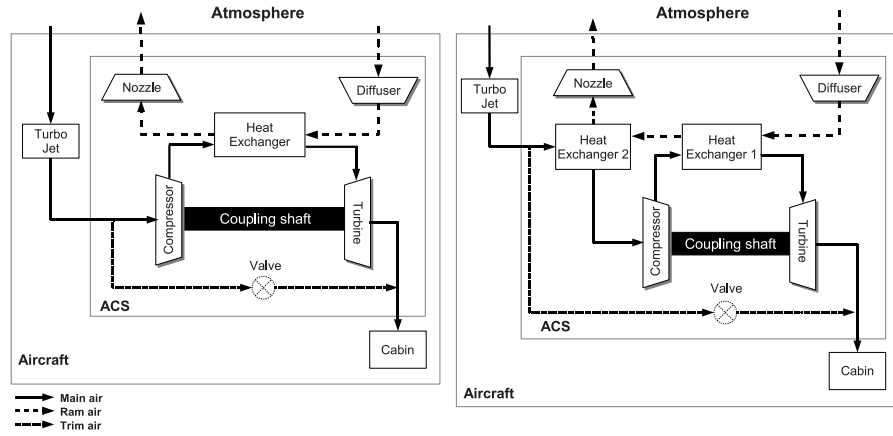 Atmosphere
Nozzle
Diffuser
Turbo
Jet
Heat
Exchanger
Compressor
Coupling shaft
Turbine
Valve
ACS
Cabin
Aircraft
Main air
Ram air
Trim air
Atmosphere
Nozzle
Diffuser
Turbo
Jet
Heat
Exchanger 2
Heat
Exchanger 1
Compressor
Coupling shaft
Turbine
Valve
ACS
Cabin
Aircraft